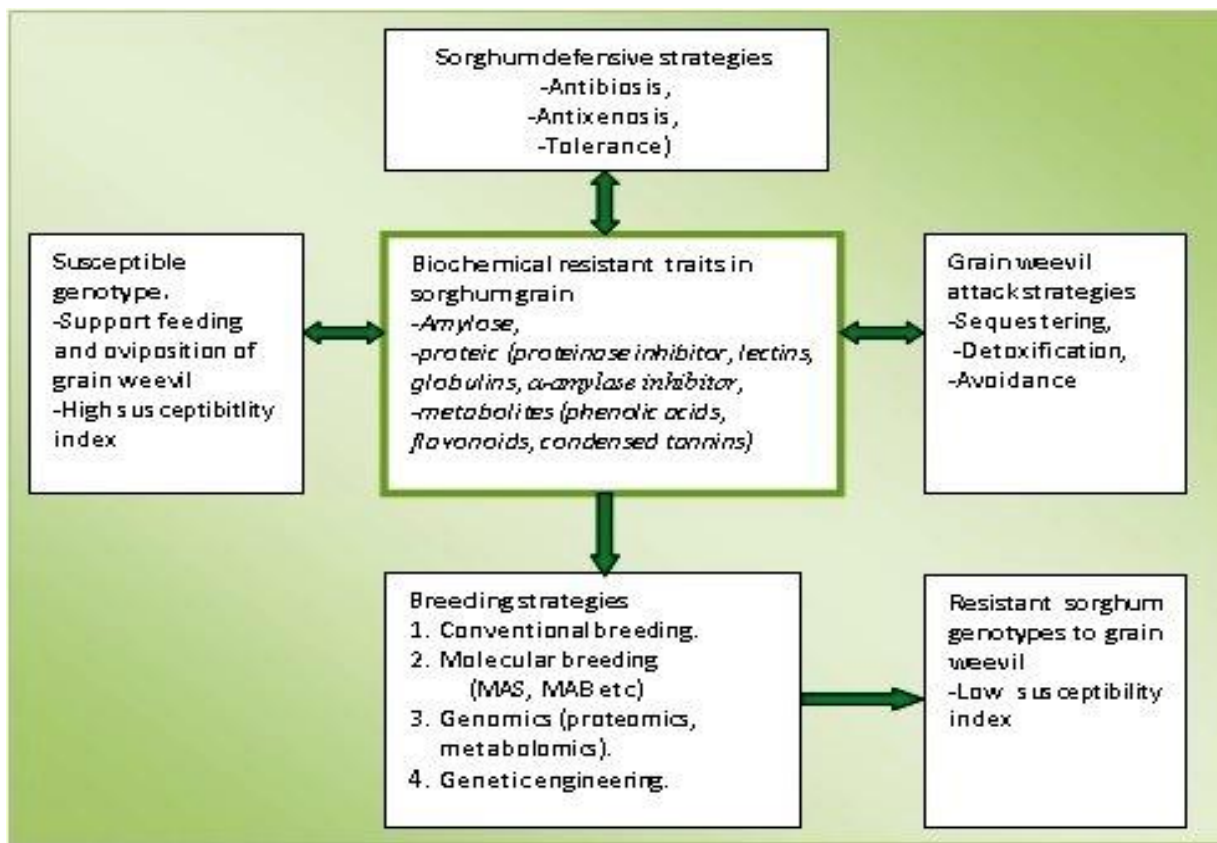 Sorghum defensive strategies
-Antibiosis,
-Antixenosis,
-Tolerance)
Susceptible
genotype.
-Support feeding
and oviposition of
grain weevil
-High susceptibitlity
index
Biochemical resistant traits in
sorghum grain
-Amylose,
-proteic (proteinase inhibitor, lectins,
globulins, α-amylase inhibitor,
-metabolites (phenolic acids,
flavonoids, condensed tannins)
Grain weevil
attack strategies
-Sequestering,
-Detoxification,
-Avoidance
Breeding strategies
1. Conventional breeding.
2. Molecular breeding
(MAS, MAB etc)
3. Genomics (proteomics,
metabolomics).
4. Genetic engineering.
Resistant sorghum
genotypes to grain
weevil
-Low susceptibility
index